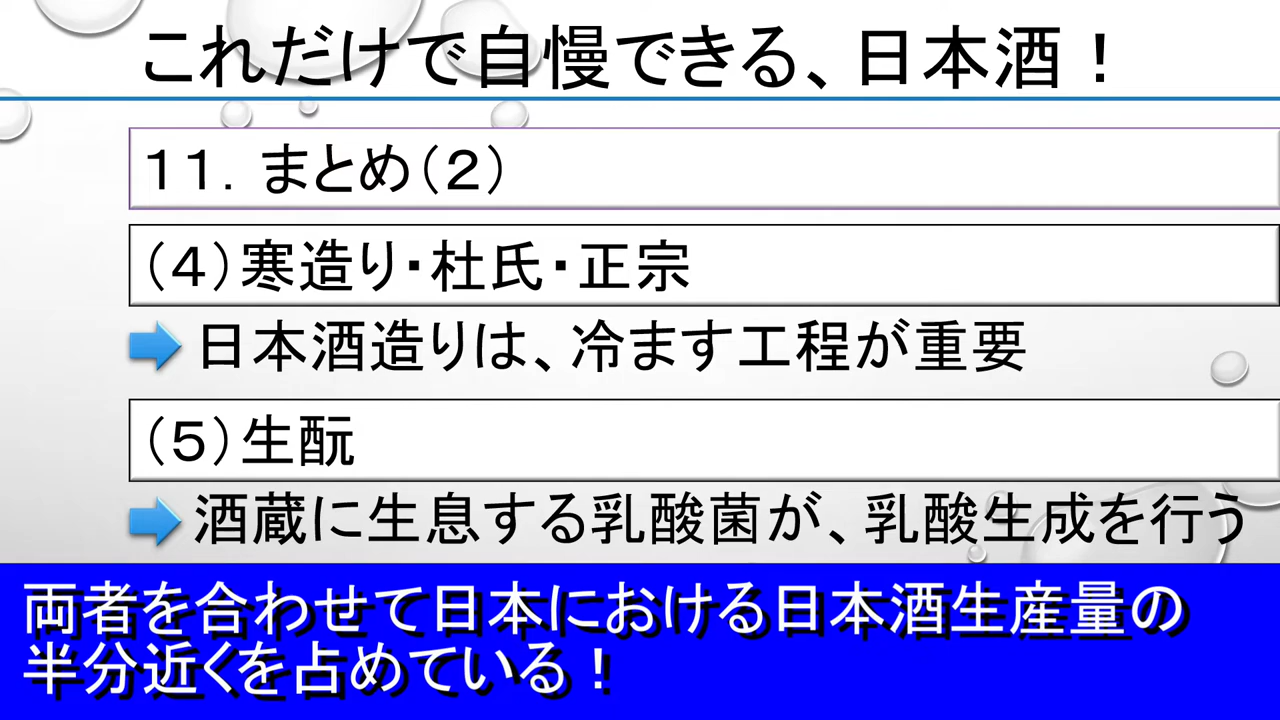 これだけで自慢できる、日本酒！
１１．まとめ（２）
（４）寒造り・杜氏・正宗
日本酒造りは、冷ます工程が重要
（５）生酛
酒蔵に生息する乳酸菌が、乳酸生成を行う
両者を合わせて日本における日本酒生産量の
半分近くを占めている！